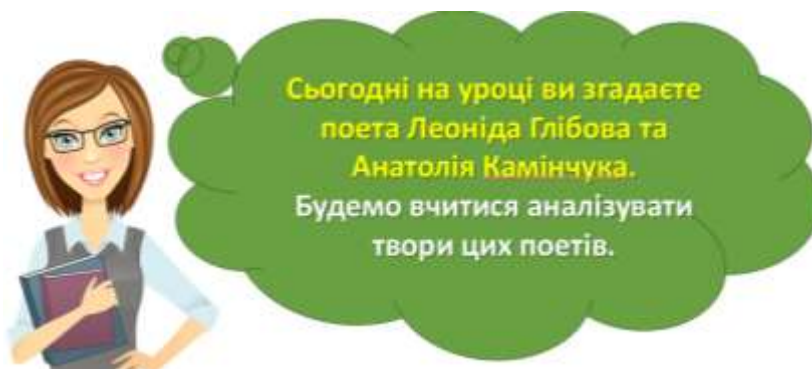 Сьогодні на уроці ви згадаєте
поета Леоніда Глібова та
Анатолія Камінчука.
Будемо вчитися аналізувати
твори цих поетів.